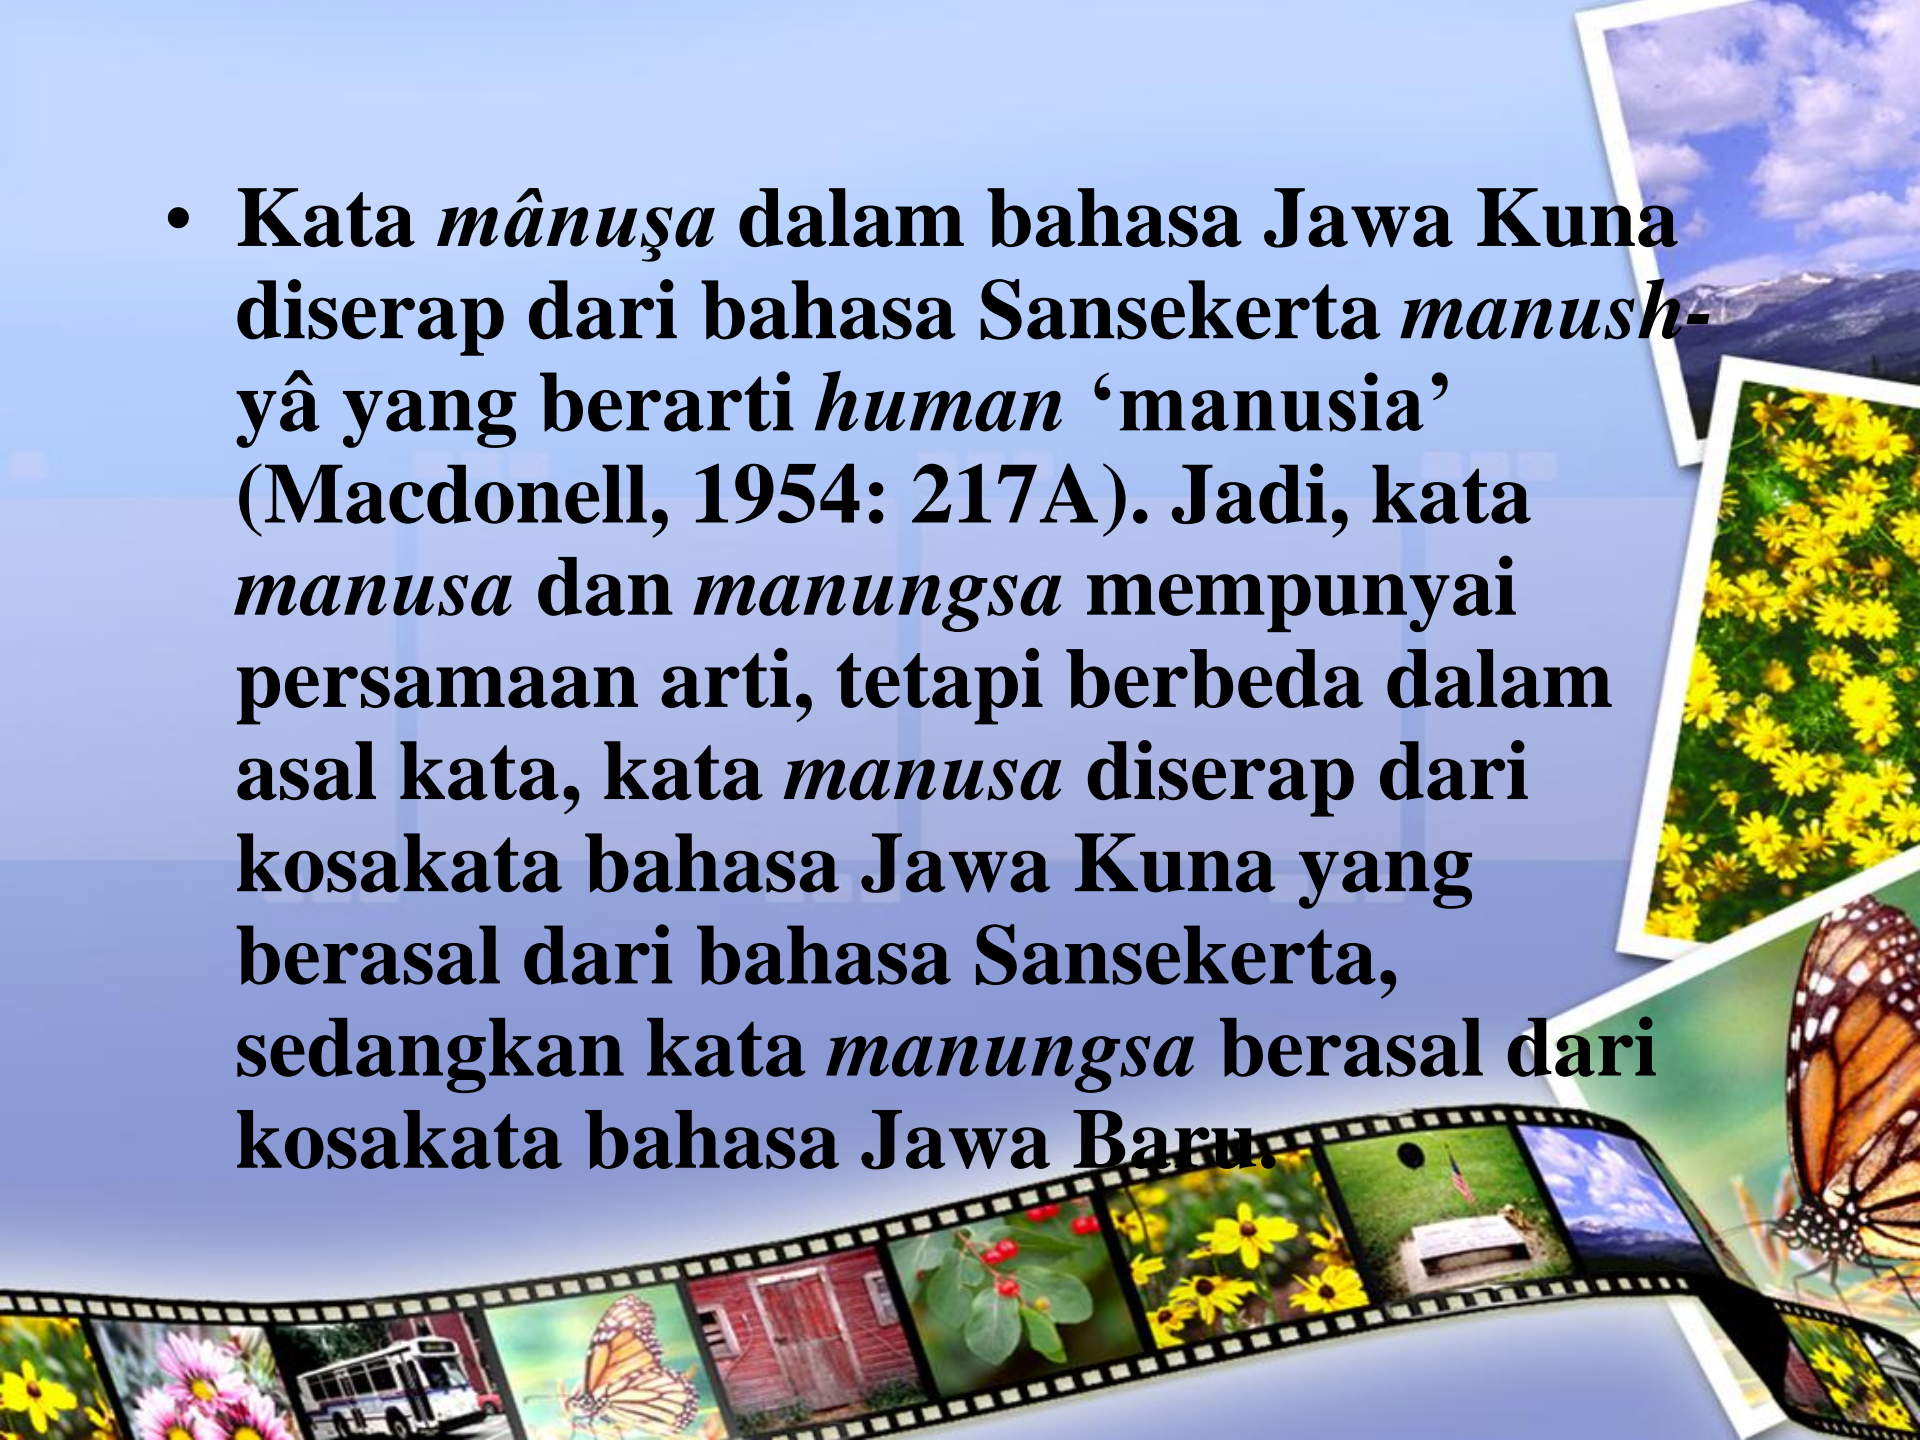 • Kata mânuşa dalam bahasa Jawa Kuna
diserap dari bahasa Sansekerta manush-
yâ yang berarti human ‘manusia’
(Macdonell, 1954: 217A). Jadi, kata
manusa dan manungsa mempunyai
persamaan arti, tetapi berbeda dalam
asal kata, kata manusa diserap dari
kosakata bahasa Jawa Kuna yang
berasal dari bahasa Sansekerta,
sedangkan kata manungsa berasal dari
kosakata bahasa Jawa Baru.